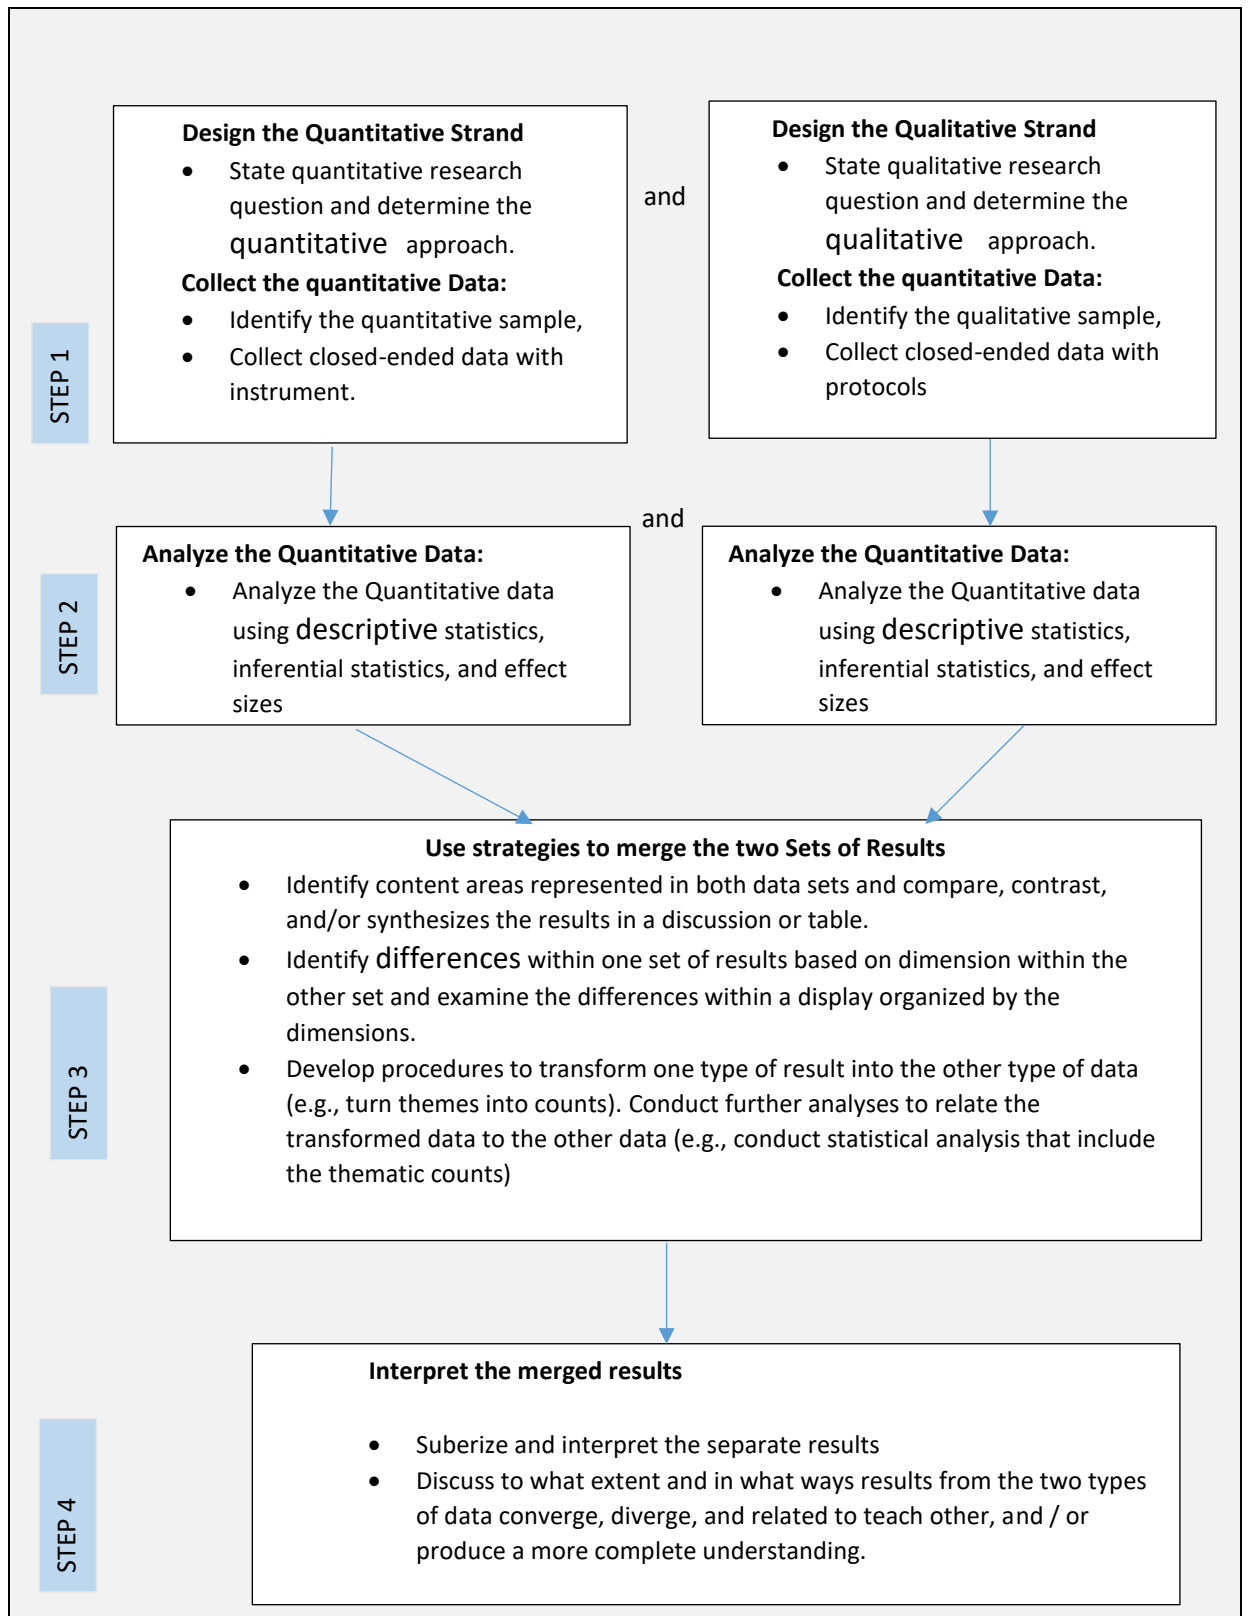 Design the Quantitative Strand
• State quantitative research
question and determine the
quantitative approach.
Collect the quantitative Data:
• Identify the quantitative sample,
• Collect closed-ended data with
instrument.
and
Design the Qualitative Strand
• State qualitative research
question and determine the
qualitative approach.
Collect the quantitative Data:
• Identify the qualitative sample,
• Collect closed-ended data with
protocols
STEP 1
and
Analyze the Quantitative Data:
• Analyze the Quantitative data
using descriptive statistics,
inferential statistics, and effect
sizes
Analyze the Quantitative Data:
• Analyze the Quantitative data
using descriptive statistics,
inferential statistics, and effect
sizes
STEP 2
Use strategies to merge the two Sets of Results
• Identify content areas represented in both data sets and compare, contrast,
and/or synthesizes the results in a discussion or table.
• Identify differences within one set of results based on dimension within the
other set and examine the differences within a display organized by the
dimensions.
• Develop procedures to transform one type of result into the other type of data
(e.g., turn themes into counts). Conduct further analyses to relate the
transformed data to the other data (e.g., conduct statistical analysis that include
the thematic counts)
STEP 3
Interpret the merged results
• Suberize and interpret the separate results
• Discuss to what extent and in what ways results from the two types
of data converge, diverge, and related to teach other, and / or
produce a more complete understanding.
STEP 4